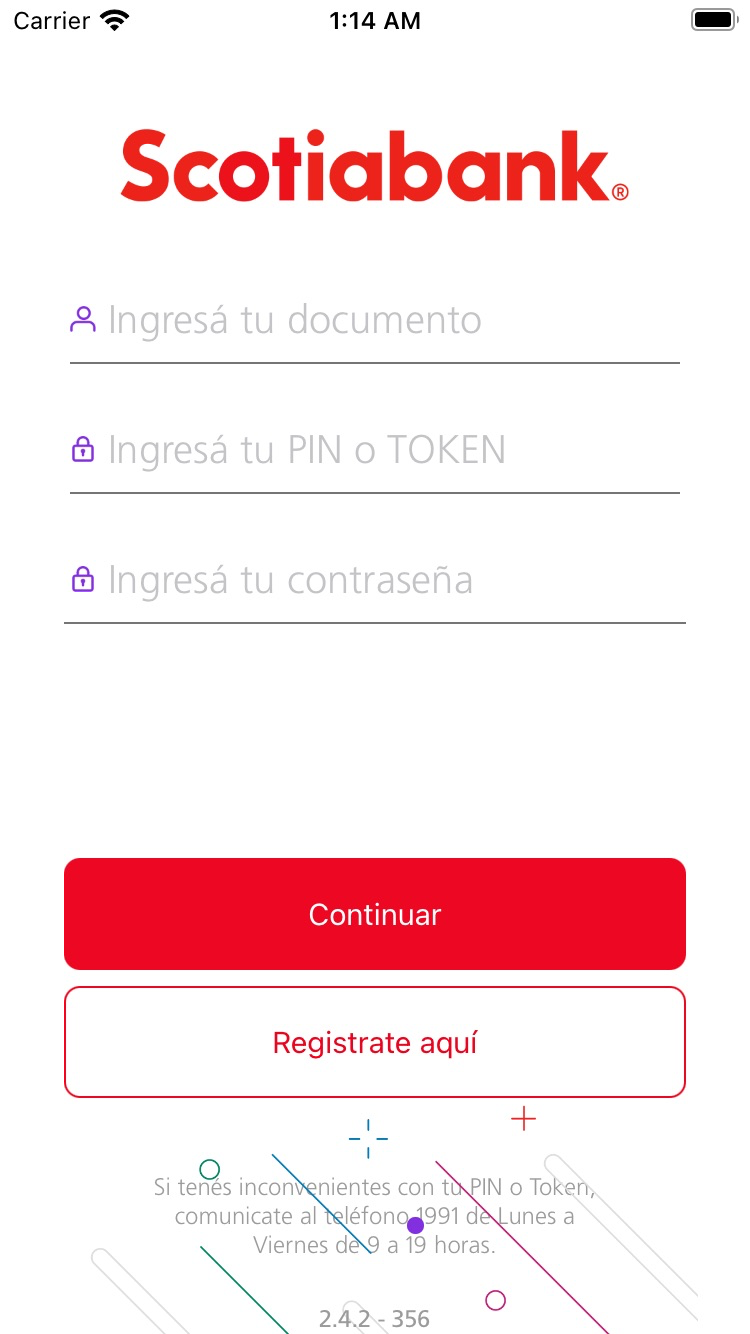 Carrier 1:14 AM
Scotiabank®
Ingresá tu documento
Ingresá tu PIN o TOKEN
Ingresá tu contraseña
Continuar
Registrate aquí
Si tenés inconvenientes con tu PIN o Token,
comunicate al teléfono 1991 de Lunes a
Viernes de 9 a 19 horas.
2.4.2 - 356